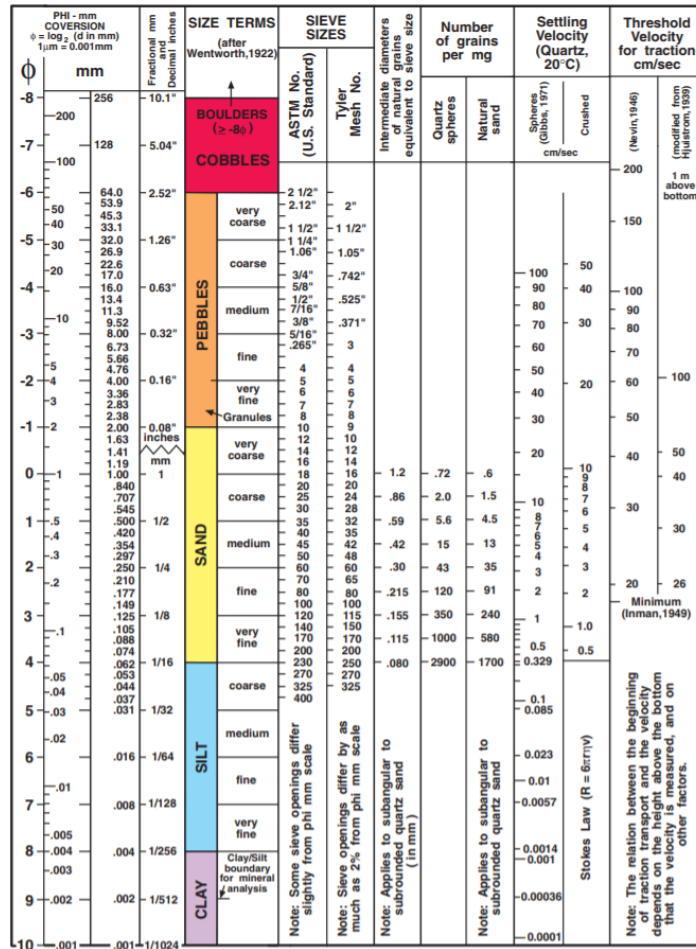 PHI - mm
COVERSION
ϕ = log₂ (d in mm)
1μm = 0.001mm
ϕ
mm
Fractional mm
and
Decimal inches
SIZE TERMS
(after
Wentworth,1922)
SIEVE
SIZES
ASTM No.
(U.S. Standard)
Tyler
Mesh No.
Intermediate diameters
of natural grains
equivalent to sieve size
Number
of grains
per mg
Quartz
spheres
Natural
sand
Settling
Velocity
(Quartz,
20°C)
Spheres
(Gibbs, 1971)
Crushed
cm/sec
Threshold
Velocity
for traction
cm/sec
(Nevin,1946)
(modified from
Hjulstrom,1939)
1 m
above
bottom
-8
-7
-6
-5
-4
-3
-2
-1
0
1
2
3
4
5
6
7
8
9
10
200
100
50
40
30
20
10
5
4
3
2
1
.5
.4
.3
.2
.1
.05
.04
.03
.02
.01
.005
.004
.003
.002
.001
256
128
64.0
53.9
45.3
33.1
32.0
26.9
22.6
17.0
16.0
13.4
11.3
9.52
8.00
6.73
5.66
4.76
4.00
3.36
2.83
2.38
2.00
1.63
1.41
1.19
1.00
.840
.707
.545
.500
.420
.354
.297
.250
.210
.177
.149
.125
.105
.088
.074
.062
.053
.044
.037
.031
.016
.008
.004
.002
.001
10.1"
5.04"
2.52"
1.26"
0.63"
0.32"
0.16"
0.08"
inches
mm
1
1/2
1/4
1/8
1/16
1/32
1/64
1/128
1/256
1/512
1/1024
BOULDERS
(≥ -8ϕ)
COBBLES
PEBBLES
very
coarse
coarse
medium
fine
very
fine
Granules
SAND
very
coarse
coarse
medium
fine
very
fine
SILT
coarse
medium
fine
very
fine
CLAY
Clay/Silt
boundary
for mineral
analysis
2 1/2"
2.12"
1 1/2"
1 1/4"
1.06"
3/4"
5/8"
1/2"
7/16"
3/8"
5/16"
.265"
4
5
6
7
8
10
12
14
16
18
20
25
30
35
40
45
50
60
70
80
100
120
140
170
200
230
270
325
400
Note: Some sieve openings differ
slightly from phi mm scale
2"
1 1/2"
1.05"
.742"
.525"
.371"
3
4
5
6
7
8
9
10
12
14
16
20
24
28
32
35
42
48
60
65
80
100
115
150
170
200
250
270
325
Note: Sieve openings differ by as
much as 2% from phi mm scale
1.2
.86
.59
.42
.30
.215
.155
.115
.080
Note: Applies to subangular to
subrounded quartz sand
( in mm )
.72
2.0
5.6
15
43
120
350
1000
2900
.6
1.5
4.5
13
35
91
240
580
1700
Note: Applies to subangular to
subrounded quartz sand
100
90
80
70
60
50
40
30
20
10
8
7
6
5
4
3
2
1
0.5
0.329
0.1
0.085
0.023
0.01
0.0057
0.0014
0.001
0.00036
0.0001
50
40
30
20
10
9
8
7
6
5
4
3
2
1.0
0.5
Stokes Law (R = 6πrηv)
200
150
100
90
80
70
60
50
40
30
20
100
50
40
30
26
Minimum
(Inman,1949)
Note: The relation between the beginning
of traction transport and the velocity
depends on the height above the bottom
that the velocity is measured, and on
other factors.